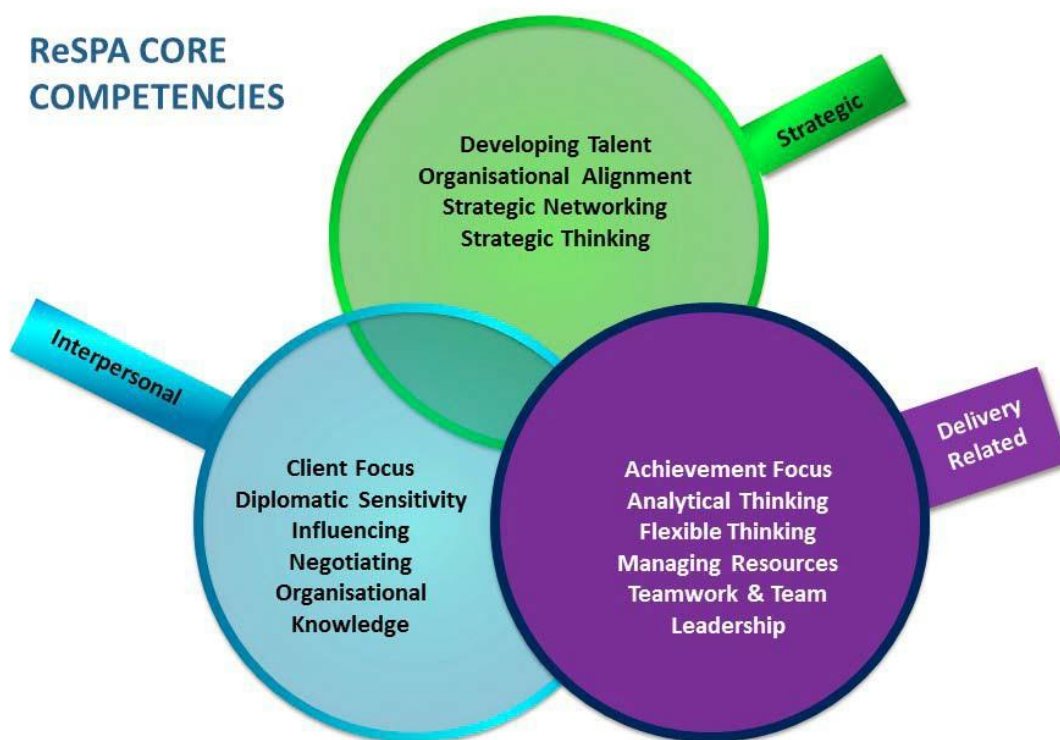 ReSPA CORE
COMPETENCIES
Strategic
Developing Talent
Organisational Alignment
Strategic Networking
Strategic Thinking
Interpersonal
Client Focus
Diplomatic Sensitivity
Influencing
Negotiating
Organisational
Knowledge
Delivery
Related
Achievement Focus
Analytical Thinking
Flexible Thinking
Managing Resources
Teamwork & Team
Leadership